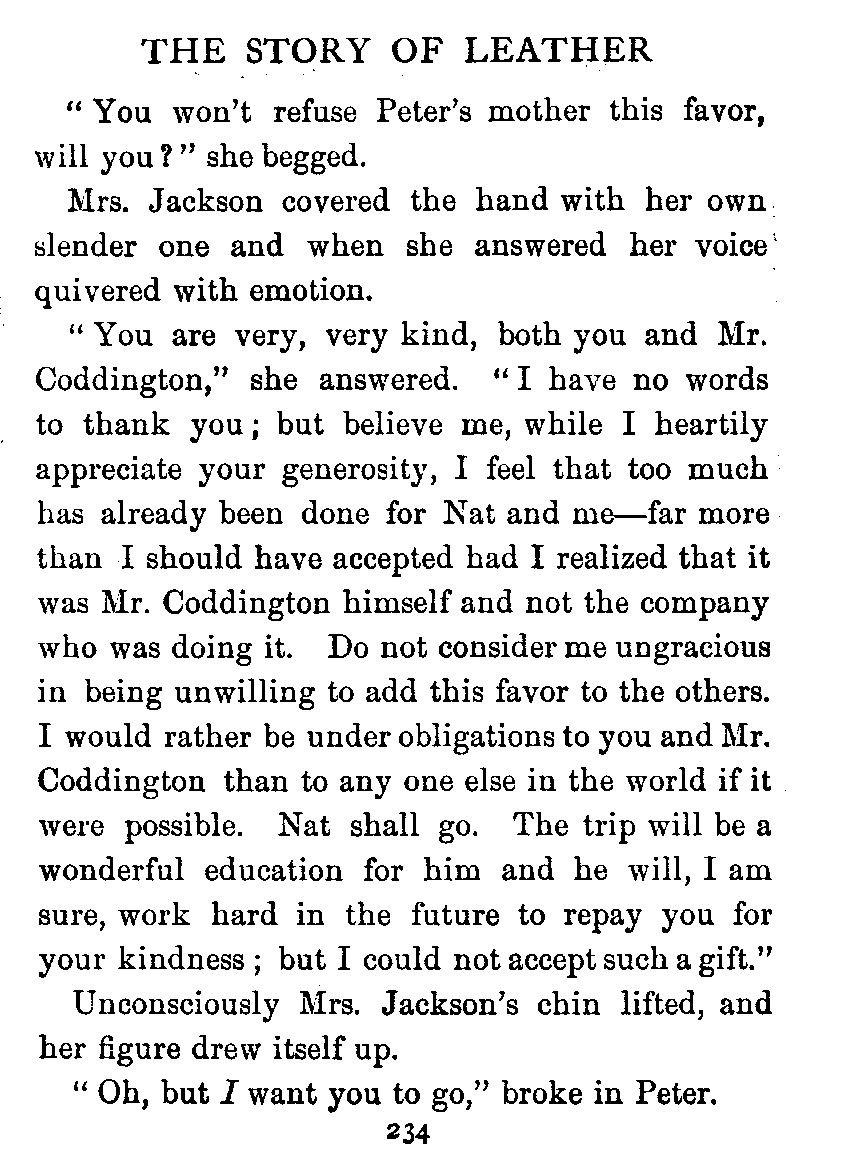 THE STORY OF LEATHER
“ You won’t refuse Peter’s mother this favor,
will you ? ” she begged.
Mrs. Jackson covered the hand with her own
slender one and when she answered her voice
quivered with emotion.
“ You are very, very kind, both you and Mr.
Coddington,” she answered. “ I have no words
to thank you ; but believe me, while I heartily
appreciate your generosity, I feel that too much
has already been done for Nat and me—far more
than I should have accepted had I realized that it
was Mr. Coddington himself and not the company
who was doing it. Do not consider me ungracious
in being unwilling to add this favor to the others.
I would rather be under obligations to you and Mr.
Coddington than to any one else in the world if it
were possible. Nat shall go. The trip will be a
wonderful education for him and he will, I am
sure, work hard in the future to repay you for
your kindness ; but I could not accept such a gift.”
Unconsciously Mrs. Jackson’s chin lifted, and
her figure drew itself up.
“ Oh, but I want you to go,” broke in Peter.
234